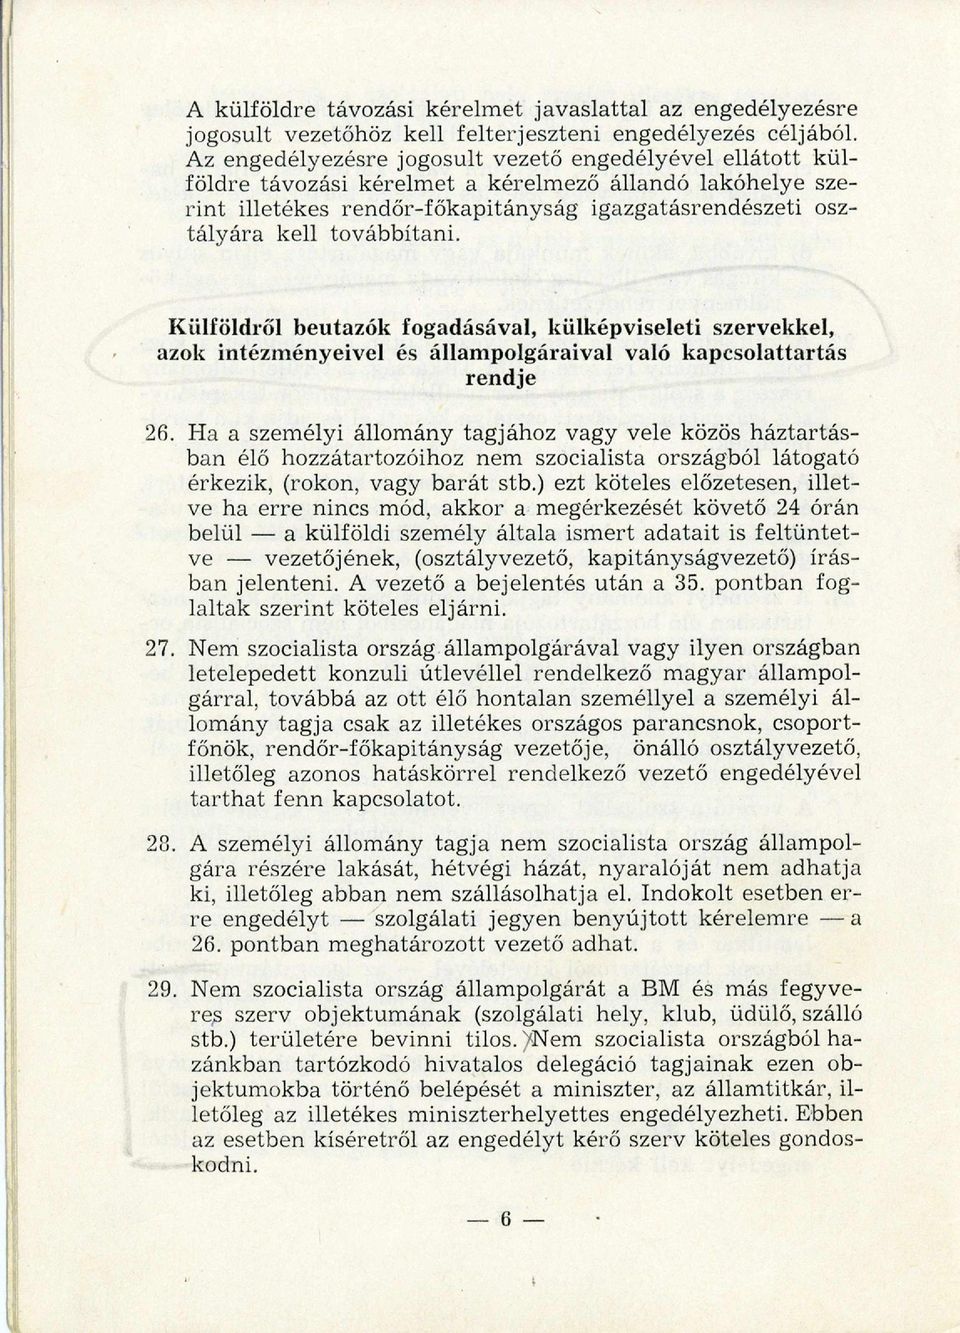 A külföldre távozási kérelmet javaslattal az engedélyezésre
jogosult vezetőhöz kell felterjeszteni engedélyezés céljából.
Az engedélyezésre jogosult vezető engedélyével ellátott kül-
földre távozási kérelmet a kérelmező állandó lakóhelye sze-
rint illetékes rendőr-főkapitányság igazgatásrendészeti osz-
tályára kell továbbítani.
Külföldről beutazók fogadásával, külképviseleti szervekkel,
azok intézményeivel és állampolgáraival való kapcsolattartás
rendje
26. Ha a személyi állomány tagjához vagy vele közös háztartás-
ban élő hozzátartozóihoz nem szocialista országból látogató
érkezik, (rokon, vagy barát stb.) ezt köteles előzetesen, illet-
ve ha erre nincs mód, akkor a megérkezését követő 24 órán
belül — a külföldi személy általa ismert adatait is feltüntet-
ve — vezetőjének, (osztályvezető, kapitányságvezető) írás-
ban jelenteni. A vezető a bejelentés után a 35. pontban fog-
laltak szerint köteles eljárni.
27. Nem szocialista ország állampolgárával vagy ilyen országban
letelepedett konzuli útlevéllel rendelkező magyar állampol-
gárral, továbbá az ott élő hontalan személlyel a személyi ál-
lomány tagja csak az illetékes országos parancsnok, csoport-
főnök, rendőr-főkapitányság vezetője, önálló osztályvezető,
illetőleg azonos hatáskörrel rendelkező vezető engedélyével
tarthat fenn kapcsolatot.
28. A személyi állomány tagja nem szocialista ország állampol-
gára részére lakását, hétvégi házát, nyaralóját nem adhatja
ki, illetőleg abban nem szállásolhatja el. Indokolt esetben er-
re engedélyt — szolgálati jegyen benyújtott kérelemre — a
26. pontban meghatározott vezető adhat.
29. Nem szocialista ország állampolgárát a BM és más fegyve-
res szerv objektumának (szolgálati hely, klub, üdülő, szálló
stb.) területére bevinni tilos. Nem szocialista országból ha-
zánkban tartózkodó hivatalos delegáció tagjainak ezen ob-
jektumokba történő belépését a miniszter, az államtitkár, il-
letőleg az illetékes miniszterhelyettes engedélyezheti. Ebben
az esetben kíséretről az engedélyt kérő szerv köteles gondos-
kodni.
— 6 —